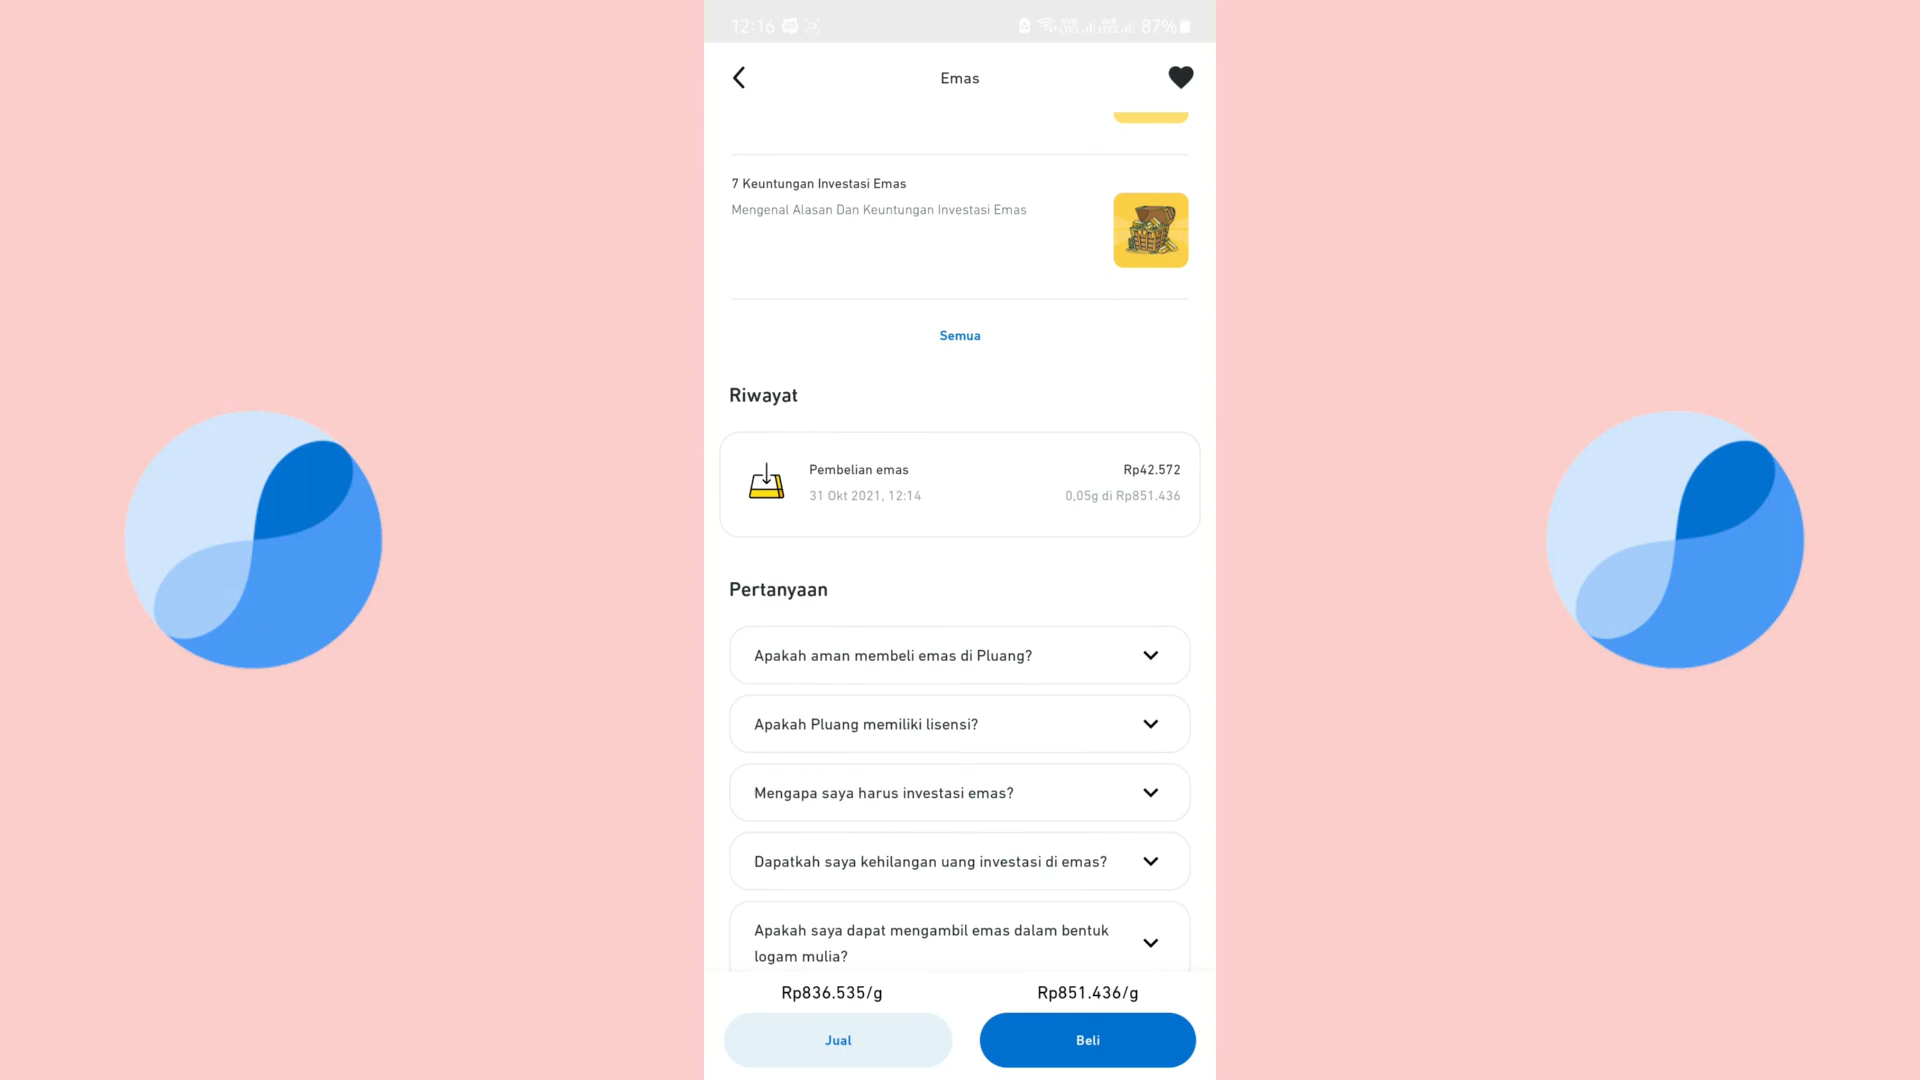 12:16
87%
Emas
7 Keuntungan Investasi Emas
Mengenal Alasan Dan Keuntungan Investasi Emas
Semua
Riwayat
Pembelian emas
Rp42.572
31 Okt 2021, 12:14
0,05g di Rp851.436
Pertanyaan
Apakah aman membeli emas di Pluang?
Apakah Pluang memiliki lisensi?
Mengapa saya harus investasi emas?
Dapatkah saya kehilangan uang investasi di emas?
Apakah saya dapat mengambil emas dalam bentuk
logam mulia?
Rp836.535/g
Rp851.436/g
Jual
Beli